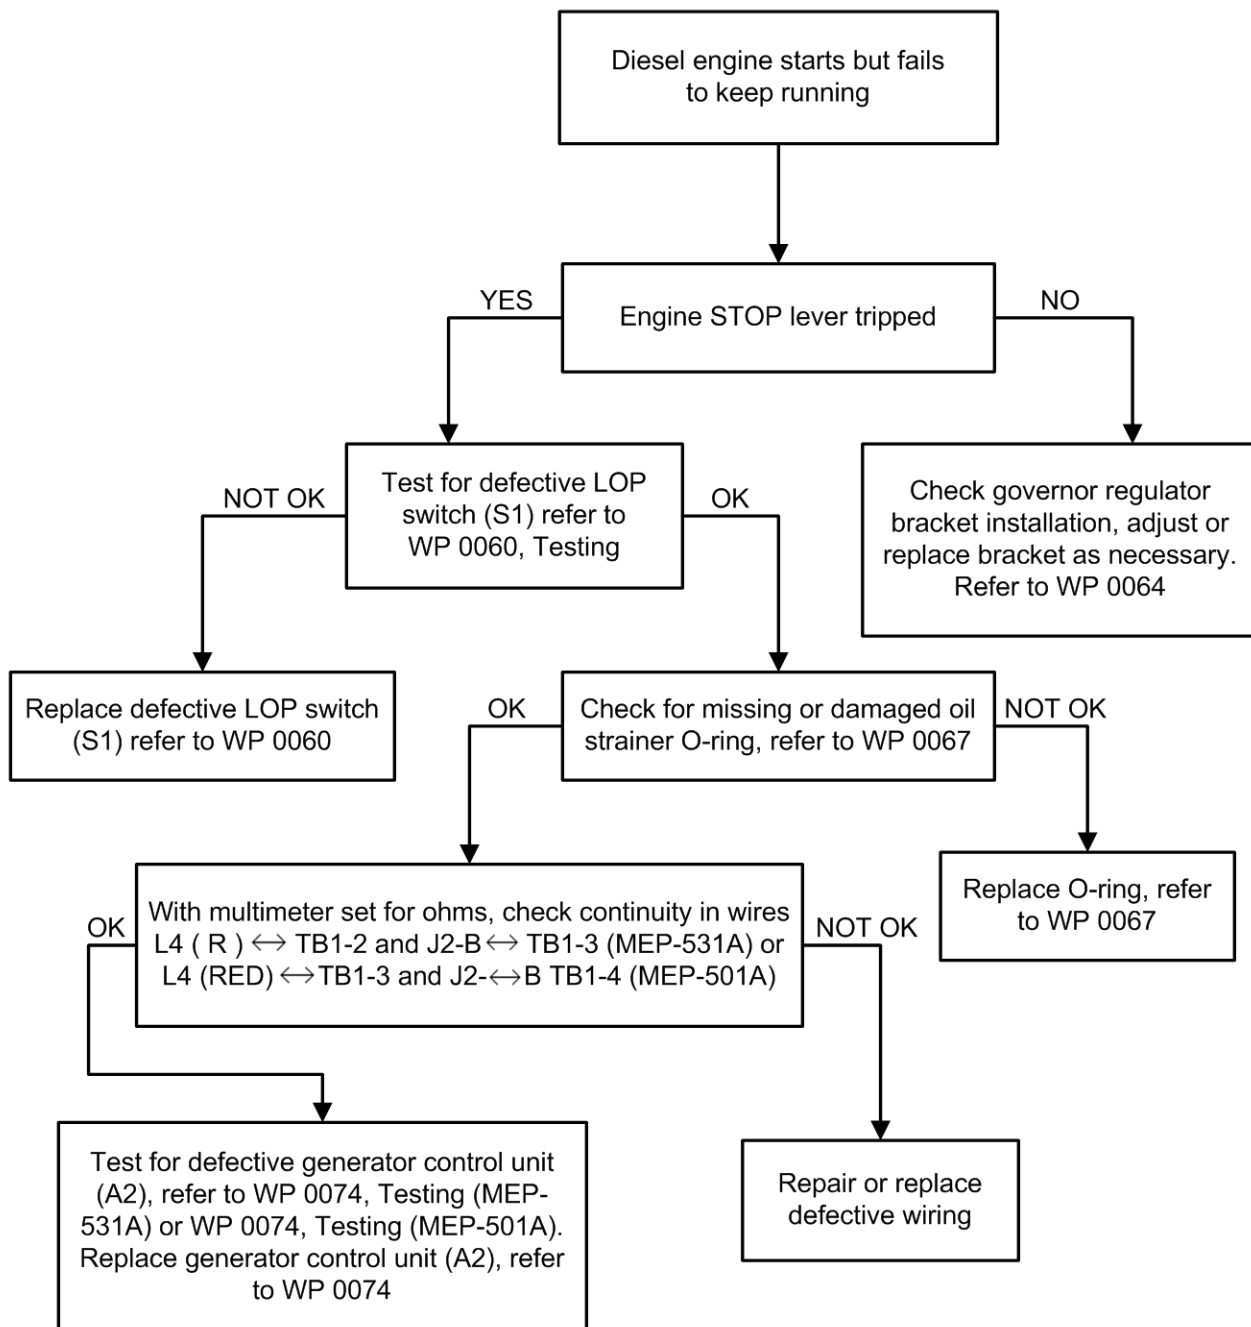 Diesel engine starts but fails
to keep running
YES
Engine STOP lever tripped
NO
NOT OK
Test for defective LOP
switch (S1) refer to
WP 0060, Testing
OK
Check governor regulator
bracket installation, adjust or
replace bracket as necessary.
Refer to WP 0064
Replace defective LOP switch
(S1) refer to WP 0060
OK
Check for missing or damaged oil
strainer O-ring, refer to WP 0067
NOT OK
OK
With multimeter set for ohms, check continuity in wires
L4 ( R ) ↔ TB1-2 and J2-B↔ TB1-3 (MEP-531A) or
L4 (RED) ↔TB1-3 and J2-↔B TB1-4 (MEP-501A)
NOT OK
Replace O-ring, refer
to WP 0067
Test for defective generator control unit
(A2), refer to WP 0074, Testing (MEP-
531A) or WP 0074, Testing (MEP-501A).
Replace generator control unit (A2), refer
to WP 0074
Repair or replace
defective wiring